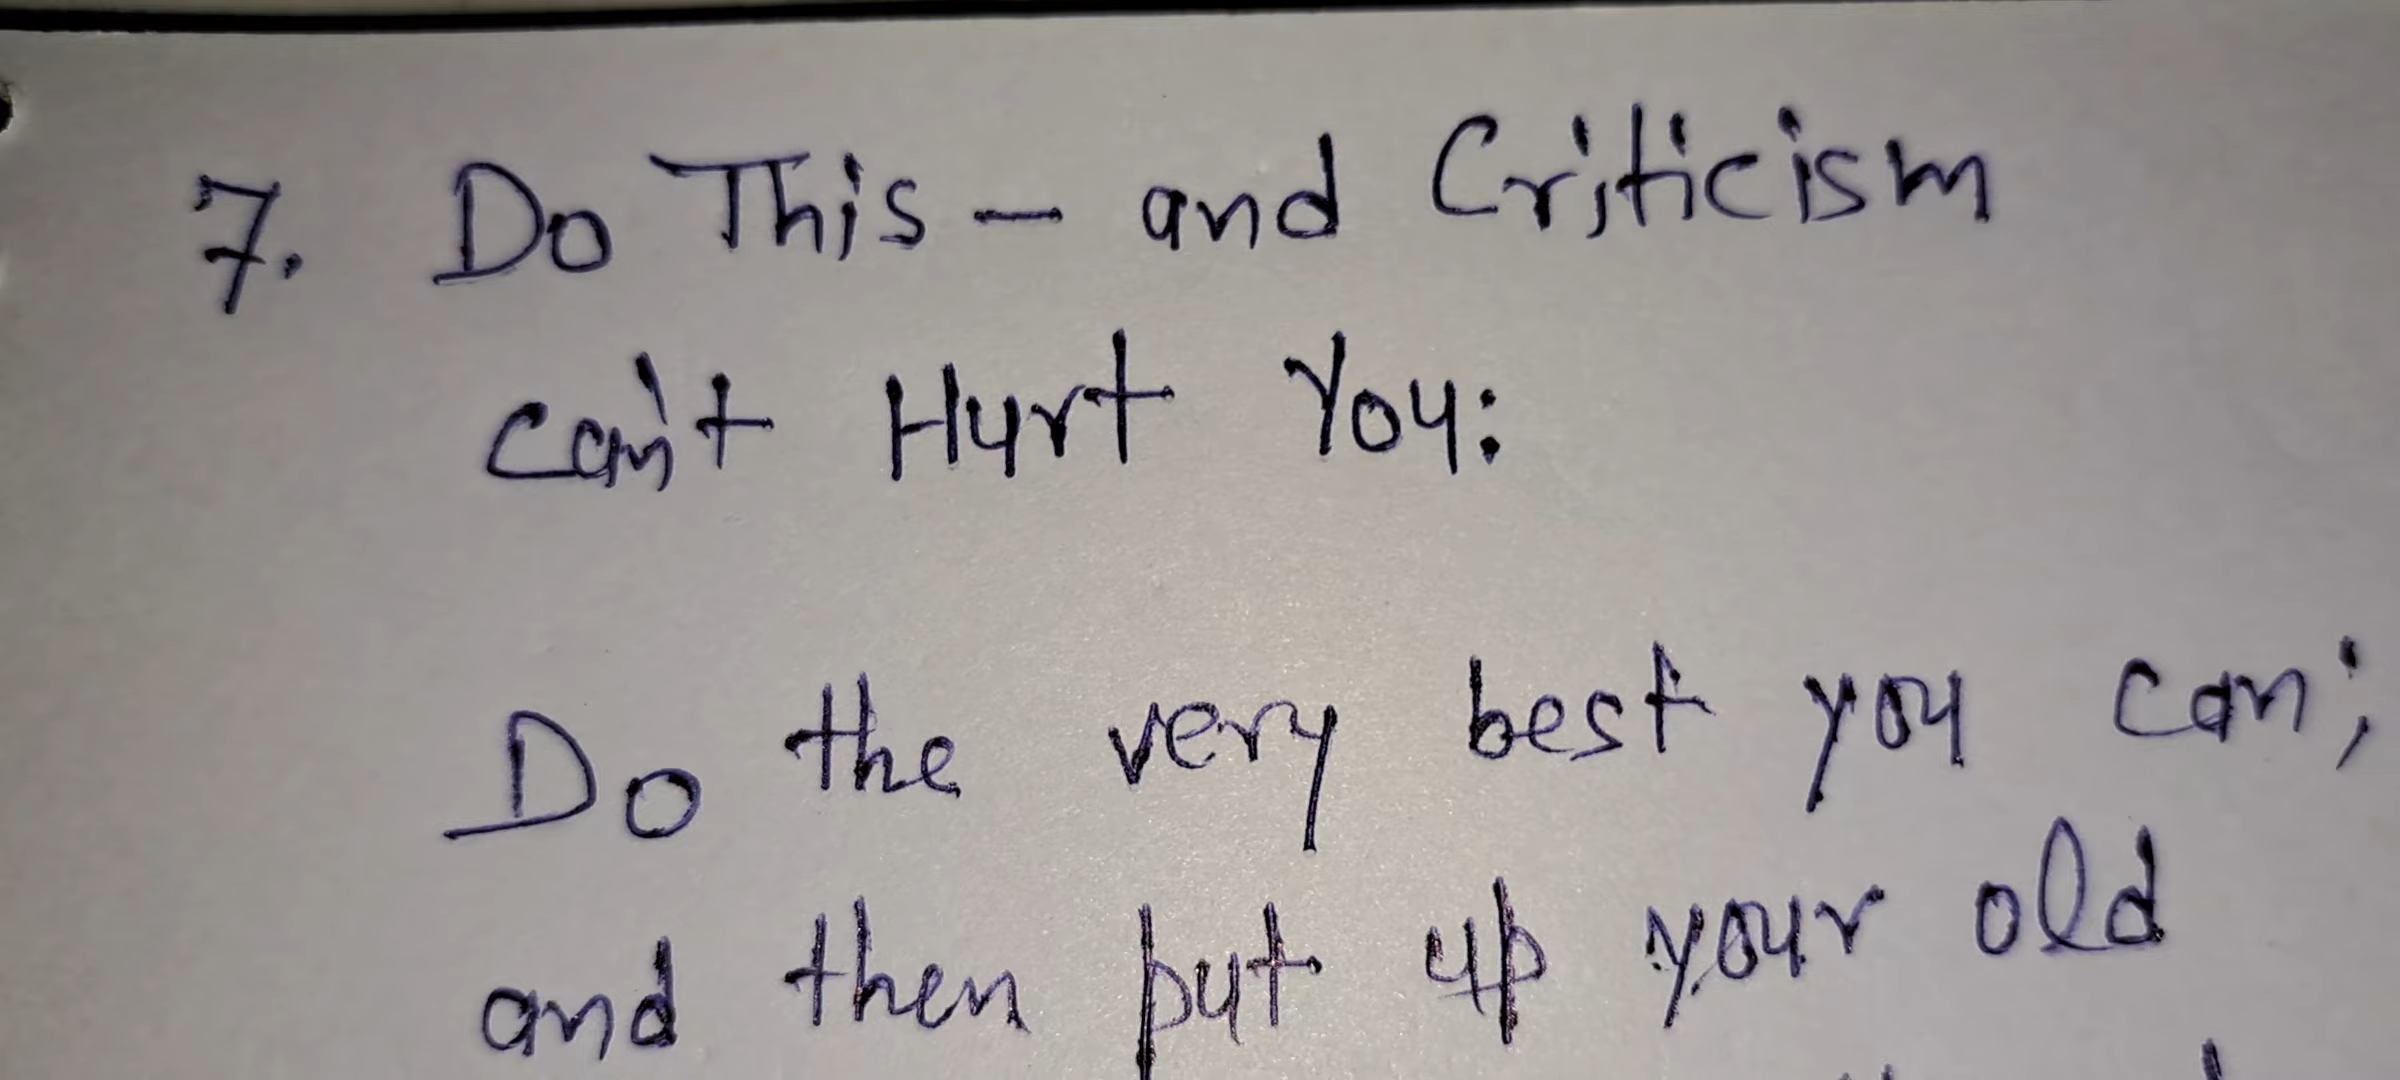 7. Do This – and Criticism
can't Hurt You:
Do the very best you can;
and then put up your old